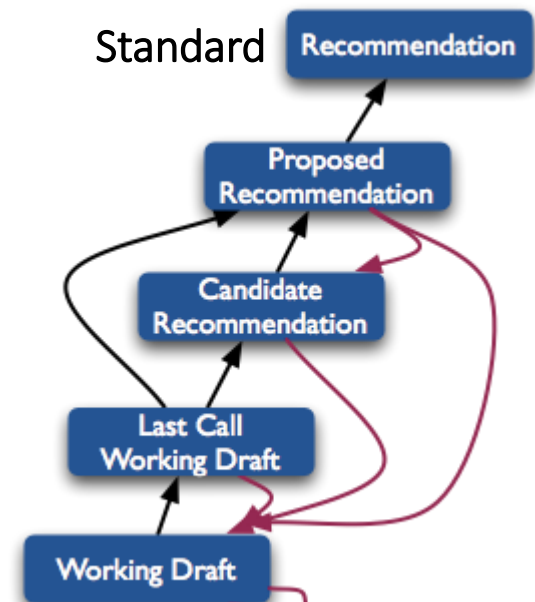 Standard
Recommendation
Proposed
Recommendation
Candidate
Recommendation
Last Call
Working Draft
Working Draft